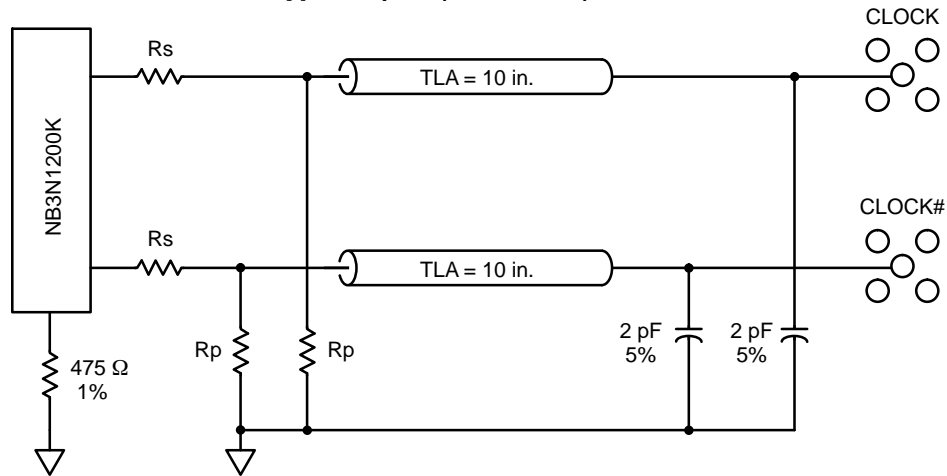 CLOCK
Rs
TLA = 10 in.
NB3N1200K
CLOCK#
Rs
TLA = 10 in.
Rp
Rp
2 pF
5%
2 pF
5%
475 Ω
1%